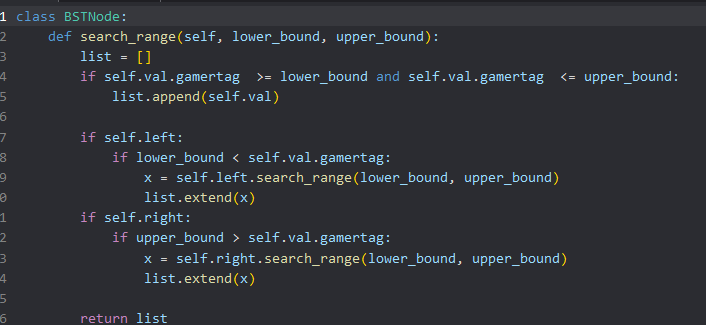 1 class BSTNode:
2     def search_range(self, lower_bound, upper_bound):
3         list = []
4         if self.val.gamertag  >= lower_bound and self.val.gamertag  <= upper_bound:
5             list.append(self.val)
6
7         if self.left:
8             if lower_bound < self.val.gamertag:
9                 x = self.left.search_range(lower_bound, upper_bound)
0                 list.extend(x)
1         if self.right:
2             if upper_bound > self.val.gamertag:
3                 x = self.right.search_range(lower_bound, upper_bound)
4                 list.extend(x)
5
6         return list